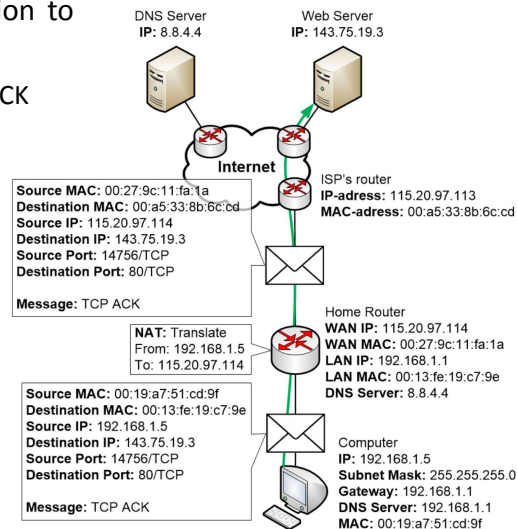 ion to
CK
DNS Server
IP: 8.8.4.4
Web Server
IP: 143.75.19.3
Internet
ISP's router
IP-adress: 115.20.97.113
MAC-adress: 00:a5:33:8b:6c:cd
Source MAC: 00:27:9c:11:fa:1a
Destination MAC: 00:a5:33:8b:6c:cd
Source IP: 115.20.97.114
Destination IP: 143.75.19.3
Source Port: 14756/TCP
Destination Port: 80/TCP
Message: TCP ACK
Home Router
WAN IP: 115.20.97.114
WAN MAC: 00:27:9c:11:fa:1a
LAN IP: 192.168.1.1
LAN MAC: 00:13:fe:19:c7:9e
DNS Server: 8.8.4.4
NAT: Translate
From: 192.168.1.5
To: 115.20.97.114
Source MAC: 00:19:a7:51:cd:9f
Destination MAC: 00:13:fe:19:c7:9e
Source IP: 192.168.1.5
Destination IP: 143.75.19.3
Source Port: 14756/TCP
Destination Port: 80/TCP
Message: TCP ACK
Computer
IP: 192.168.1.5
Subnet Mask: 255.255.255.0
Gateway: 192.168.1.1
DNS Server: 192.168.1.1
MAC: 00:19:a7:51:cd:9f